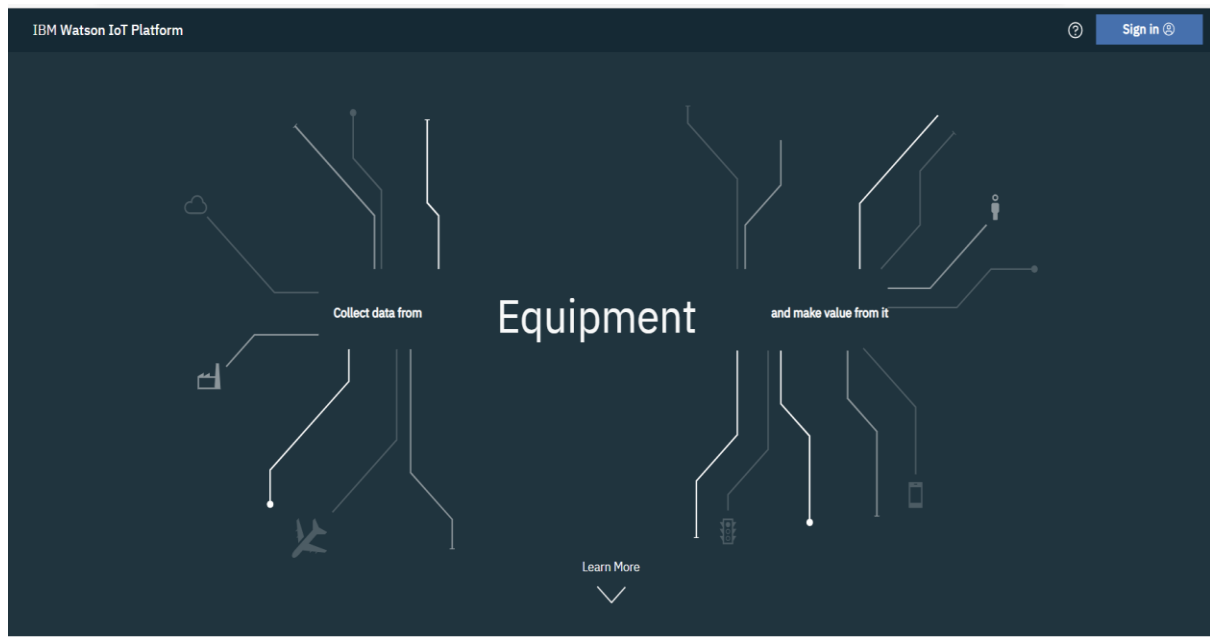 IBM Watson IoT Platform
Sign in
Collect data from
Equipment
and make value from it
Learn More